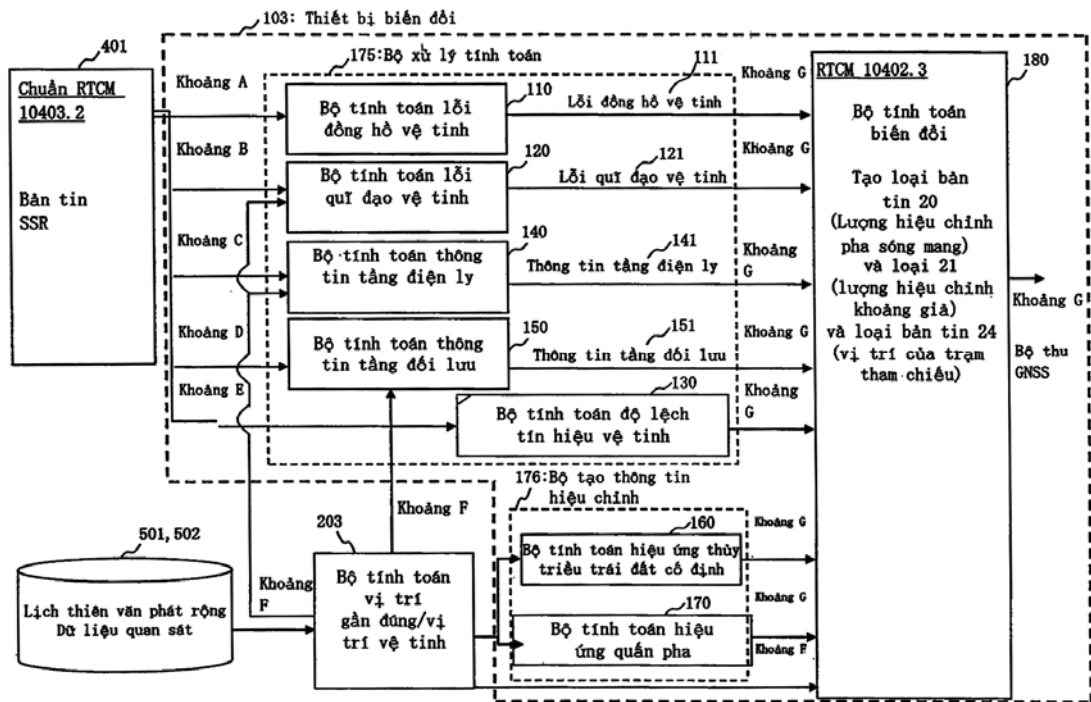 103: Thiết bị biến đổi
401
Chuẩn RTCM
10403.2
Bản tin
SSR
Khoảng A
Khoảng B
Khoảng C
Khoảng D
Khoảng E
175:Bộ xử lý tính toán
110
Bộ tính toán lỗi
đồng hồ vệ tinh
111
Lỗi đồng hồ vệ tinh
Khoảng G
120
Bộ tính toán lỗi
quĩ đạo vệ tinh
121
Lỗi quĩ đạo vệ tinh
Khoảng G
140
Bộ tính toán thông
tin tầng điện ly
141
Thông tin tầng điện ly
Khoảng
G
150
Bộ tính toán thông
tin tầng đối lưu
151
Thông tin tầng đối lưu
Khoảng G
130
Bộ tính toán độ lệch
tín hiệu vệ tinh
Khoảng
G
180
RTCM 10402.3
Bộ tính toán
biến đổi
Tạo loại bản
tin 20
(Lượng hiệu chỉnh
pha sóng mang)
và loại 21
(lượng hiệu chỉnh
khoảng giả)
và loại bản tin 24
(vị trí của trạm
tham chiếu)
Khoảng G
Bộ thu
GNSS
176:Bộ tạo thông tin
hiệu chỉnh
160
Bộ tính toán hiệu ứng thủy
triều trái đất cố định
Khoảng G
170
Bộ tính toán hiệu
ứng quấn pha
Khoảng G
Khoảng F
501,502
Lịch thiên văn phát rộng
Dữ liệu quan sát
Khoảng
F
203
Bộ tính toán
vị trí
gần đúng/vị
trí vệ tinh
Khoảng F